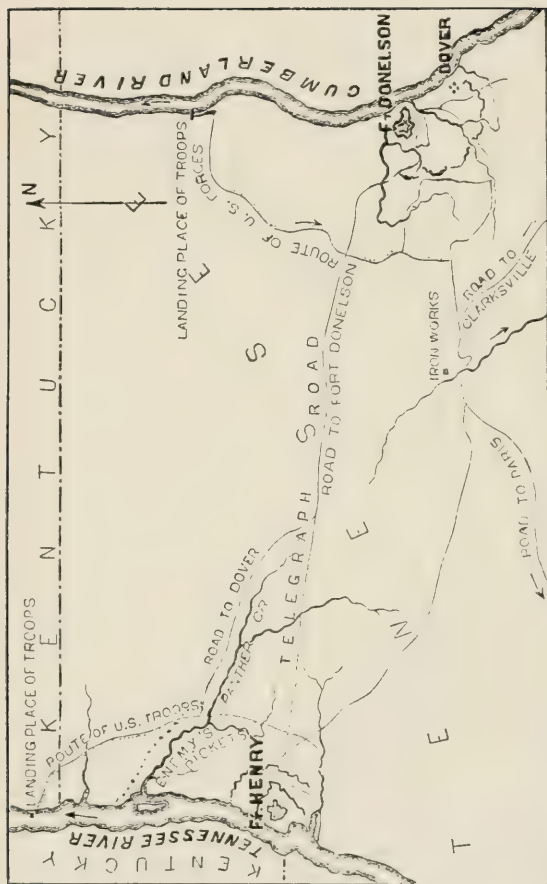 LANDING PLACE OF TROOPS
KENTUCKY
KENTUCKY
N
TENNESSEE RIVER
ROUTE OF U.S. TROOPS
ENEMY'S PICKETS
PANTHER CR.
ROAD TO DOVER
Ft. HENRY
TELEGRAPH ROAD
ROAD TO FORT DONELSON
TENNESSEE
LANDING PLACE OF TROOPS
ROUTE OF U.S. FORCES
CUMBERLAND RIVER
Ft. DONELSON
DOVER
IRON WORKS
ROAD TO CLARKSVILLE
ROAD TO PARIS